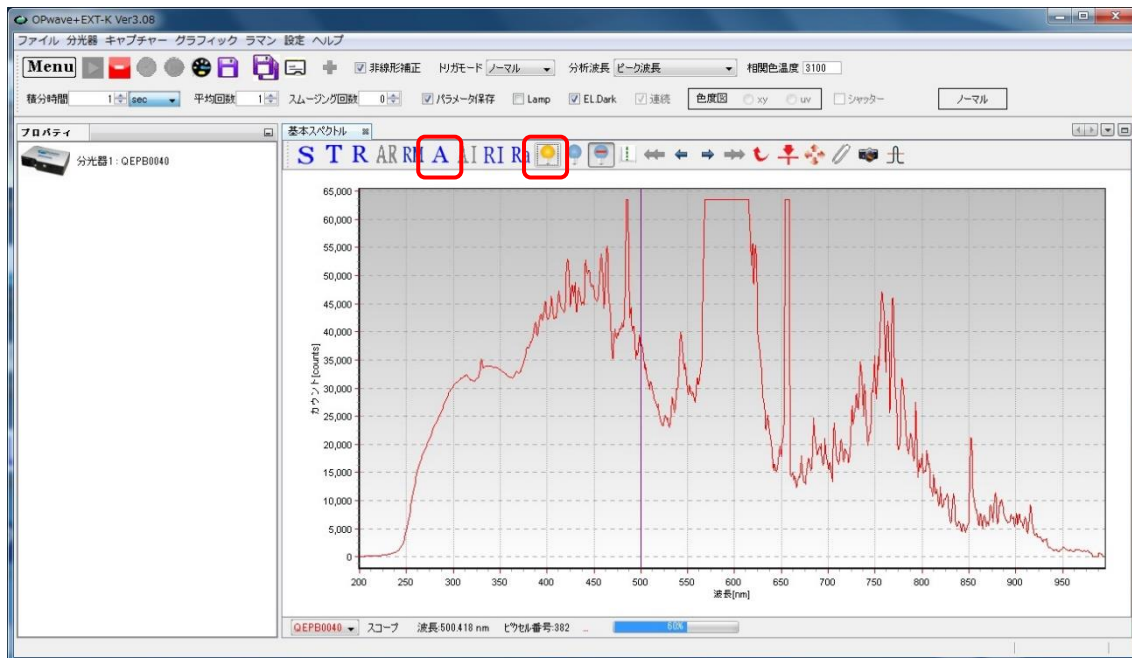 OPwave+EXT-K Ver3.08
ファイル 分光器 キャプチャー グラフィック ラマン 設定 ヘルプ
Menu 非線形補正 トリガモード ノーマル 分析波長 ピーク波長 相関色温度 3100
積分時間 1 sec 平均回数 1 スムージング回数 0 パラメータ保存 Lamp EL.Dark 連続 色度図 xy uv シャッター ノーマル
プロパティ
分光器1：QEPB0040
基本スペクトル
S T R AR RM A AI RI Ra
65,000
60,000
55,000
50,000
45,000
40,000
35,000
30,000
25,000
20,000
15,000
10,000
5,000
0
カウント[counts]
200 250 300 350 400 450 500 550 600 650 700 750 800 850 900 950
波長[nm]
QEPB0040 スコープ 波長:500.418 nm ピクセル番号:382 .. 60%